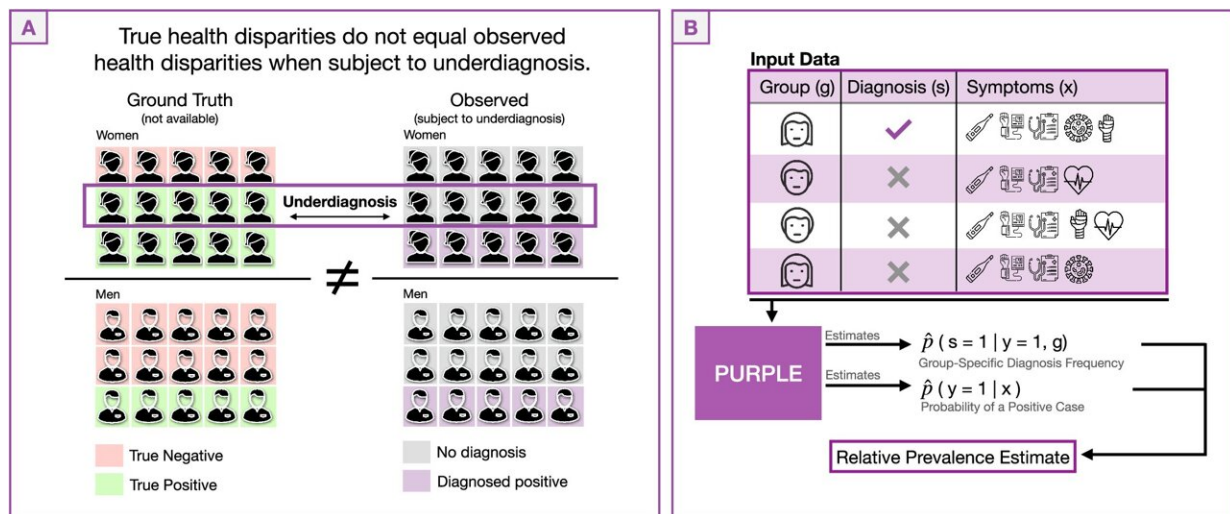 A
True health disparities do not equal observed
health disparities when subject to underdiagnosis.
Ground Truth
(not available)
Women
Observed
(subject to underdiagnosis)
Women
Underdiagnosis
≠
Men
Men
True Negative
True Positive
No diagnosis
Diagnosed positive
B
Input Data
Group (g) Diagnosis (s) Symptoms (x)
PURPLE
Estimates
p̂ ( s = 1 | y = 1, g)
Group-Specific Diagnosis Frequency
Estimates
p̂ ( y = 1 | x )
Probability of a Positive Case
Relative Prevalence Estimate